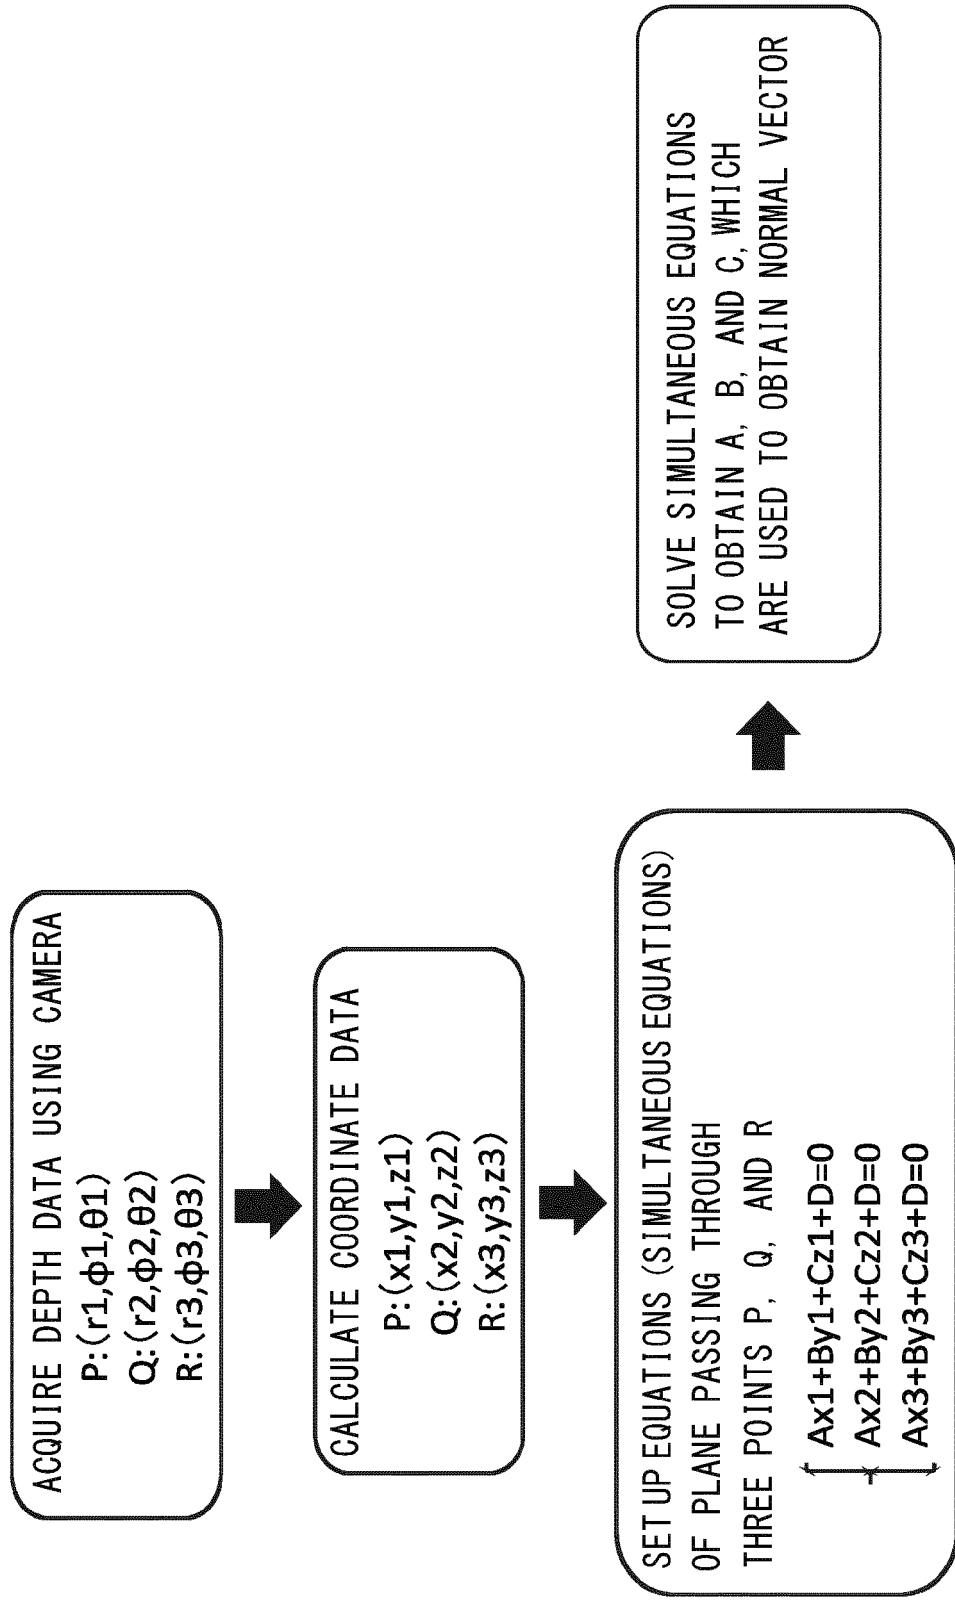 ACQUIRE DEPTH DATA USING CAMERA
P:(r1,ϕ1,θ1)
Q:(r2,ϕ2,θ2)
R:(r3,ϕ3,θ3)
CALCULATE COORDINATE DATA
P:(x1,y1,z1)
Q:(x2,y2,z2)
R:(x3,y3,z3)
SET UP EQUATIONS (SIMULTANEOUS EQUATIONS)
OF PLANE PASSING THROUGH
THREE POINTS P, Q, AND R
Ax1+By1+Cz1+D=0
Ax2+By2+Cz2+D=0
Ax3+By3+Cz3+D=0
SOLVE SIMULTANEOUS EQUATIONS
TO OBTAIN A, B, AND C, WHICH
ARE USED TO OBTAIN NORMAL VECTOR